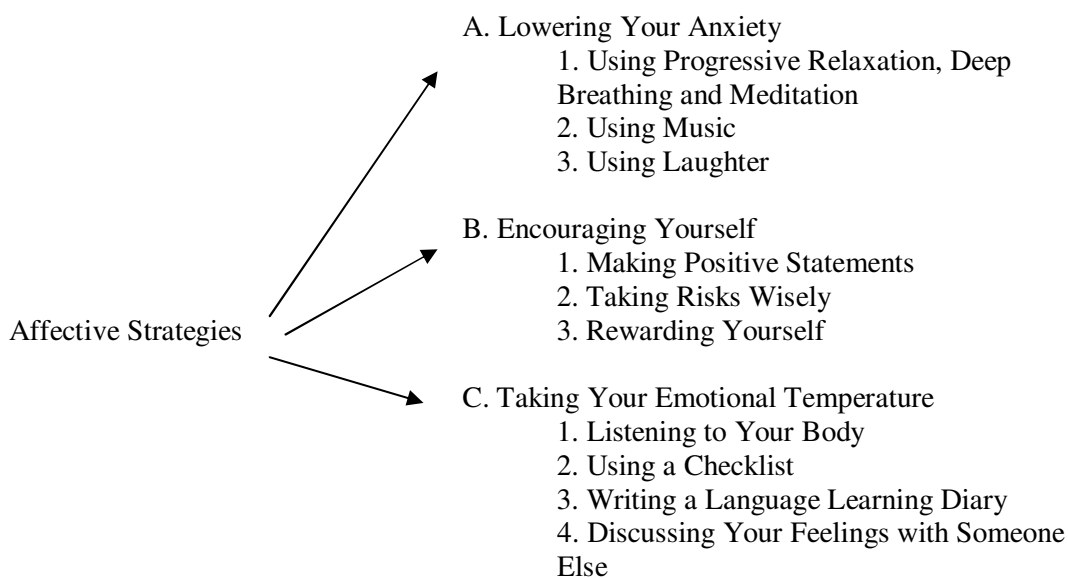 A. Lowering Your Anxiety
1. Using Progressive Relaxation, Deep
Breathing and Meditation
2. Using Music
3. Using Laughter
B. Encouraging Yourself
1. Making Positive Statements
2. Taking Risks Wisely
3. Rewarding Yourself
Affective Strategies
C. Taking Your Emotional Temperature
1. Listening to Your Body
2. Using a Checklist
3. Writing a Language Learning Diary
4. Discussing Your Feelings with Someone
Else